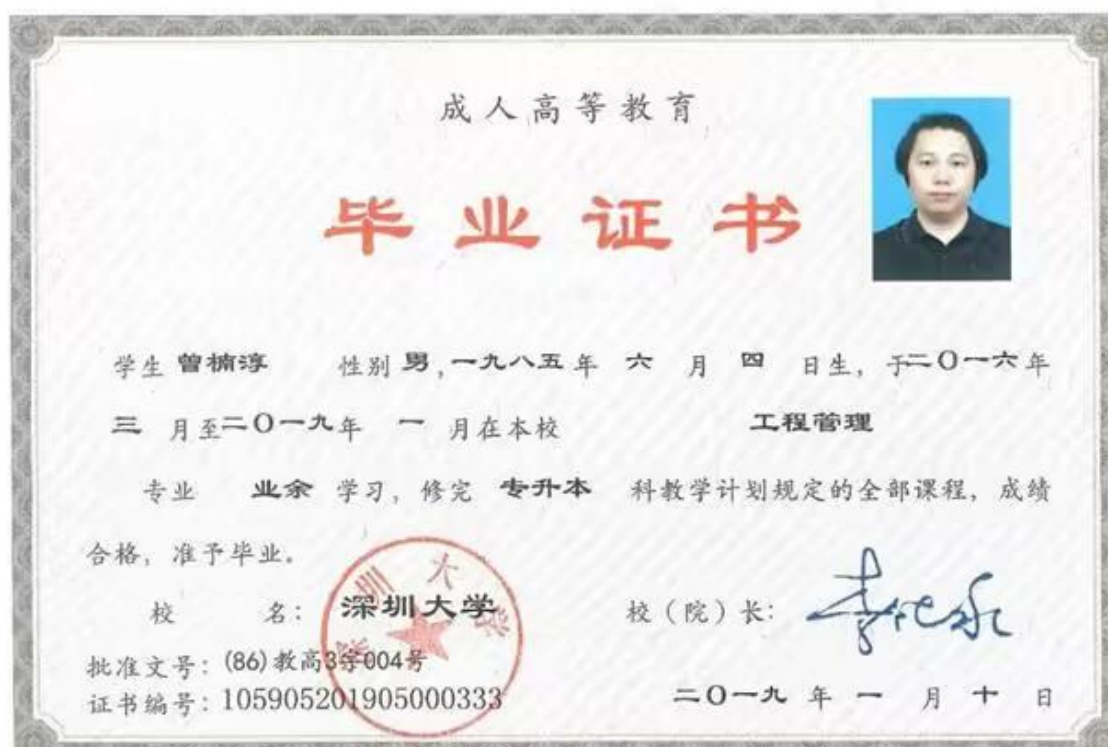 成人高等教育
毕业证书
学生 曾楠淳 性别 男，一九八五年 六 月 四 日生，于二〇一六年
三 月至二〇一九年 一 月在本校 工程管理
专业 业余 学习，修完 专升本 科教学计划规定的全部课程，成绩
合格，准予毕业。
校 名：深圳大学 校（院）长：
批准文号：(86)教高3字004号
证书编号：105905201905000333 二〇一九 年 一 月 十 日
深圳大学